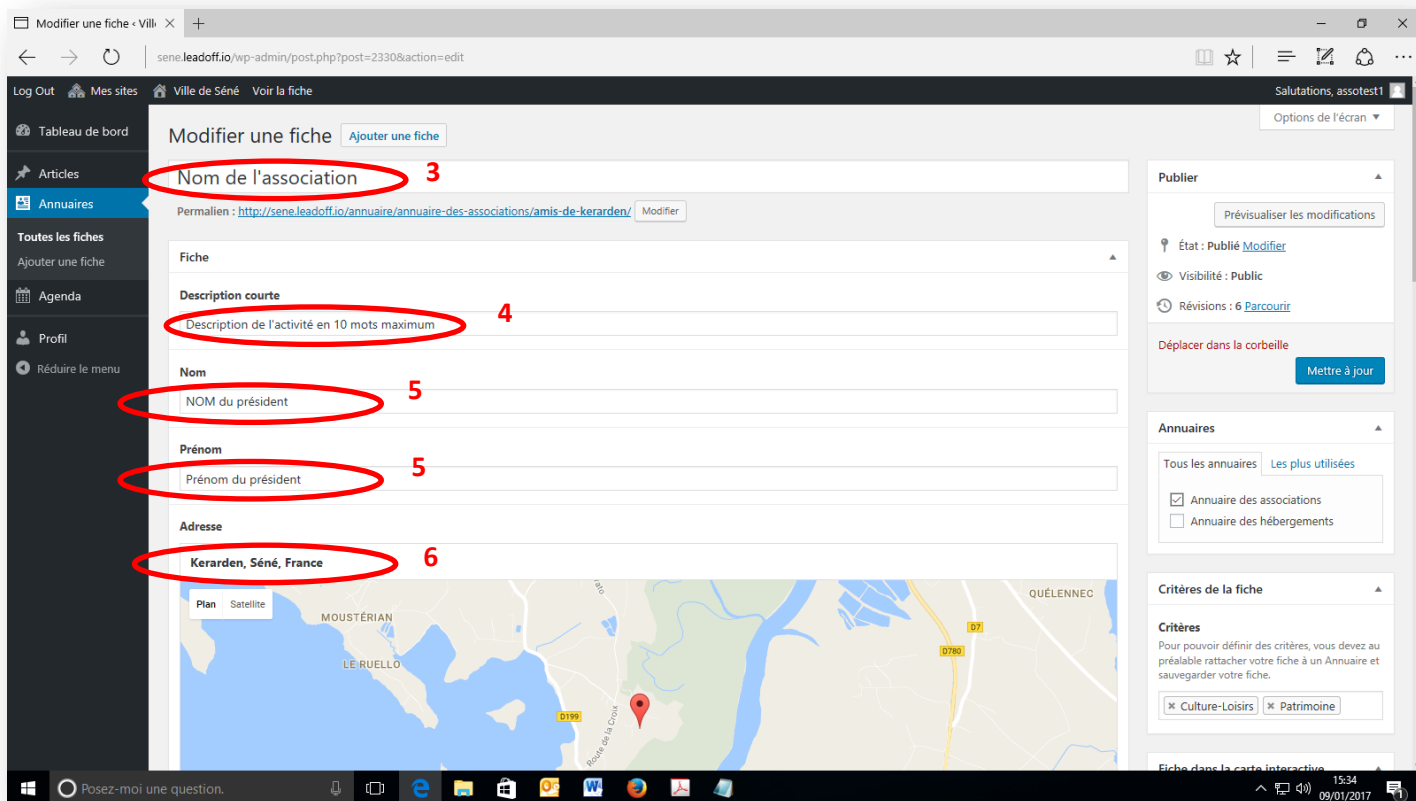 Modifier une fiche ‹ Vill
sene.leadoff.io/wp-admin/post.php?post=2330&action=edit
Log Out Mes sites Ville de Séné Voir la fiche Salutations, assotest1
Options de l'écran
Tableau de bord
Articles
Annuaires
Toutes les fiches
Ajouter une fiche
Agenda
Profil
Réduire le menu
Modifier une fiche Ajouter une fiche
Nom de l'association 3
Permalien : http://sene.leadoff.io/annuaire/annuaire-des-associations/amis-de-kerarden/ Modifier
Fiche
Description courte
Description de l'activité en 10 mots maximum 4
Nom
NOM du président 5
Prénom
Prénom du président 5
Adresse
Kerarden, Séné, France 6
Plan Satellite
MOUSTÉRIAN
LE RUELLO
QUÉLENNEC
D7
D780
D199
Route de la Croix
Publier
Prévisualiser les modifications
État : Publié Modifier
Visibilité : Public
Révisions : 6 Parcourir
Déplacer dans la corbeille
Mettre à jour
Annuaires
Tous les annuaires Les plus utilisées
Annuaire des associations
Annuaire des hébergements
Critères de la fiche
Critères
Pour pouvoir définir des critères, vous devez au
préalable rattacher votre fiche à un Annuaire et
sauvegarder votre fiche.
Culture-Loisirs Patrimoine
Fiche dans la carte interactive
Posez-moi une question.
15:34
09/01/2017